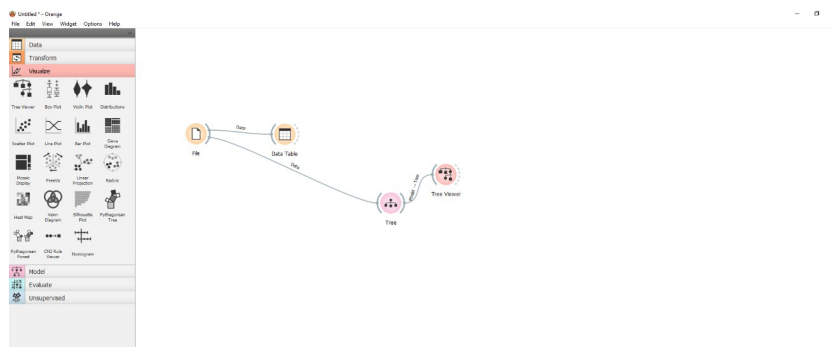 Untitled * - Orange
File Edit View Widget Options Help
Data
Transform
Visualize
Tree Viewer Box Plot Violin Plot Distributions
Scatter Plot Line Plot Bar Plot Sieve Diagram
Mosaic Display FreeViz Linear Projection Radviz
Heat Map Venn Diagram Silhouette Plot Pythagorean Tree
Pythagorean Forest CN2 Rule Viewer Nomogram
Model
Evaluate
Unsupervised
Data
File
Data Table
Data
Model → Tree
Tree Viewer
Tree